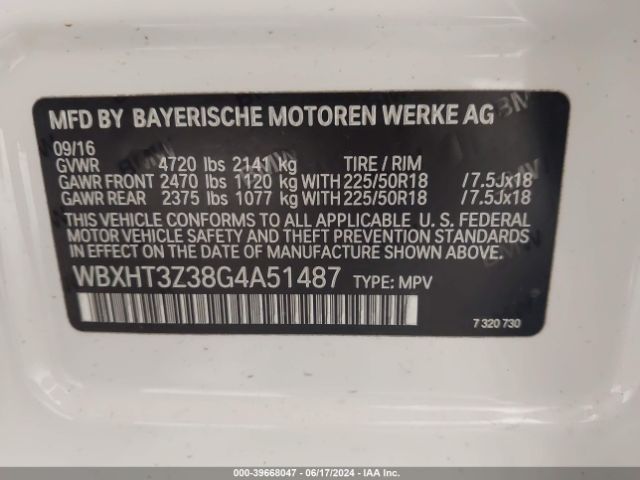 MFD BY BAYERISCHE MOTOREN WERKE AG
09/16
GVWR 4720 lbs 2141 kg TIRE / RIM
GAWR FRONT 2470 lbs 1120 kg WITH 225/50R18 /7.5Jx18
GAWR REAR 2375 lbs 1077 kg WITH 225/50R18 /7.5Jx18
THIS VEHICLE CONFORMS TO ALL APPLICABLE U. S. FEDERAL
MOTOR VEHICLE SAFETY AND THEFT PREVENTION STANDARDS
IN EFFECT ON THE DATE OF MANUFACTURE SHOWN ABOVE.
WBXHT3Z38G4A51487 TYPE: MPV
7 320 730
000-39668047 - 06/17/2024 - IAA Inc.